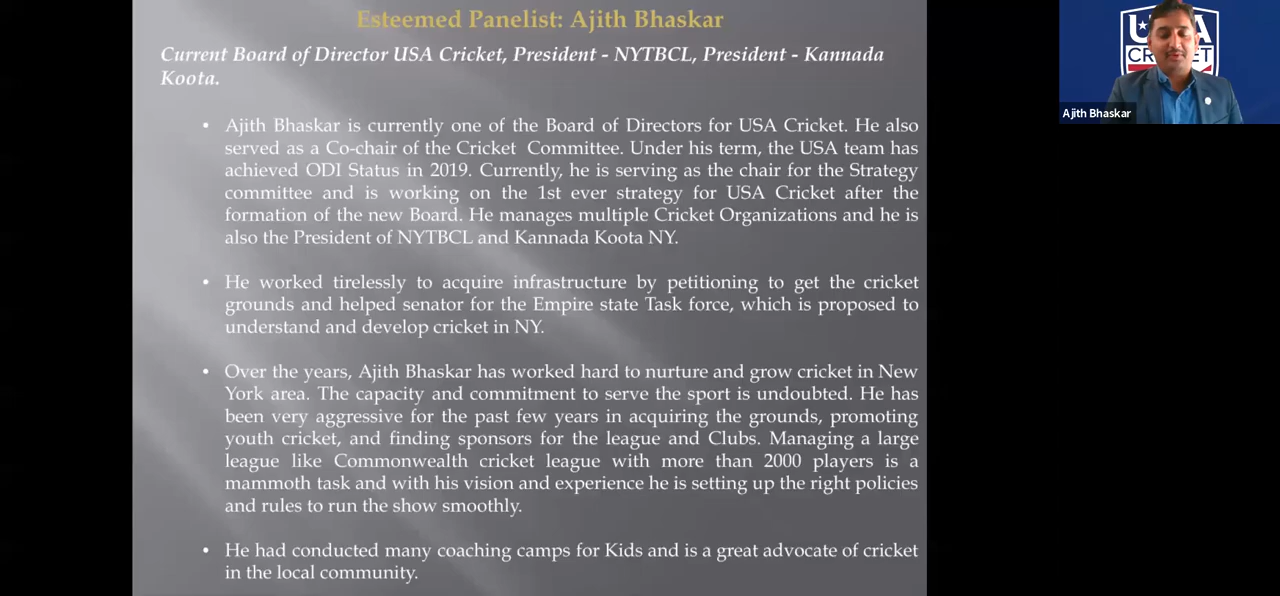 Esteemed Panelist: Ajith Bhaskar
Current Board of Director USA Cricket, President - NYTBCL, President - Kannada
Koota.
• Ajith Bhaskar is currently one of the Board of Directors for USA Cricket. He also
served as a Co-chair of the Cricket Committee. Under his term, the USA team has
achieved ODI Status in 2019. Currently, he is serving as the chair for the Strategy
committee and is working on the 1st ever strategy for USA Cricket after the
formation of the new Board. He manages multiple Cricket Organizations and he is
also the President of NYTBCL and Kannada Koota NY.
• He worked tirelessly to acquire infrastructure by petitioning to get the cricket
grounds and helped senator for the Empire state Task force, which is proposed to
understand and develop cricket in NY.
• Over the years, Ajith Bhaskar has worked hard to nurture and grow cricket in New
York area. The capacity and commitment to serve the sport is undoubted. He has
been very aggressive for the past few years in acquiring the grounds, promoting
youth cricket, and finding sponsors for the league and Clubs. Managing a large
league like Commonwealth cricket league with more than 2000 players is a
mammoth task and with his vision and experience he is setting up the right policies
and rules to run the show smoothly.
• He had conducted many coaching camps for Kids and is a great advocate of cricket
in the local community.
Ajith Bhaskar